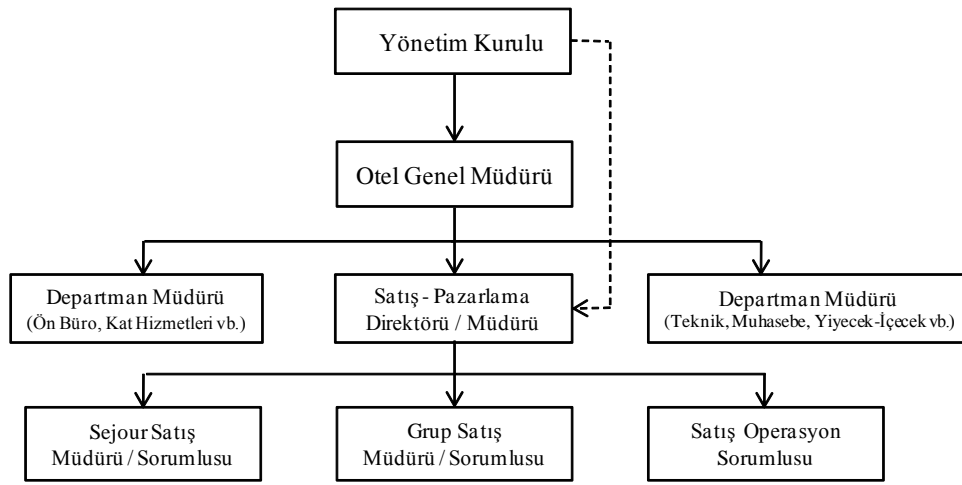 Yönetim Kurulu
Otel Genel Müdürü
Departman Müdürü
(Ön Büro, Kat Hizmetleri vb.)
Satış - Pazarlama
Direktörü / Müdürü
Departman Müdürü
(Teknik, Muhasebe, Yiyecek-İçecek vb.)
Sejour Satış
Müdürü / Sorumlusu
Grup Satış
Müdürü / Sorumlusu
Satış Operasyon
Sorumlusu